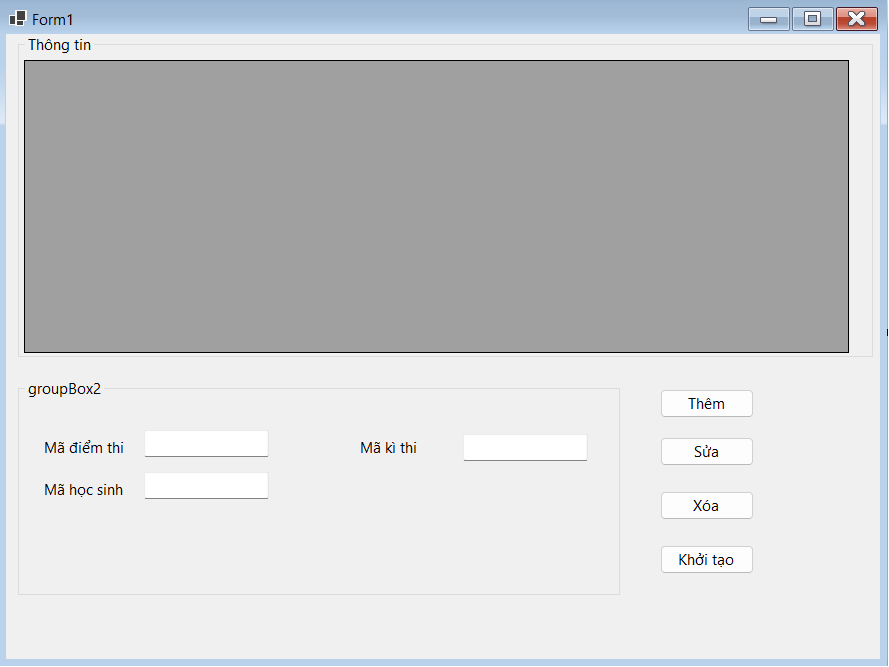 Form1
Thông tin
groupBox2
Mã điểm thi
Mã kì thi
Mã học sinh
Thêm
Sửa
Xóa
Khởi tạo